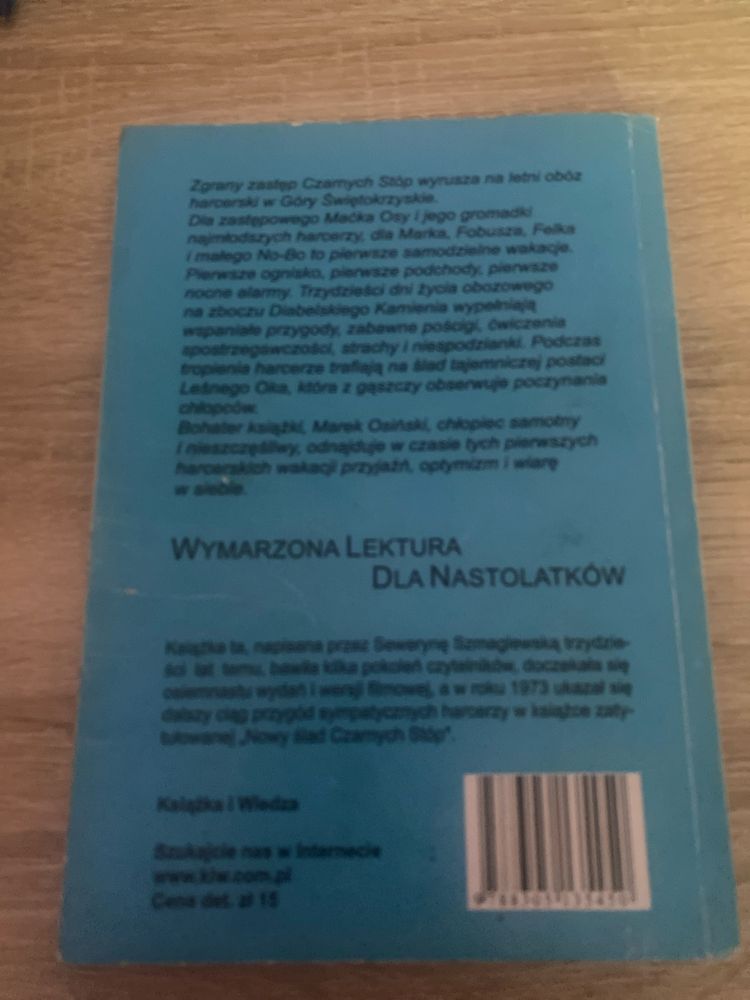 Zgrany zastęp Czarnych Stóp wyrusza na letni obóz
harcerski w Góry Świętokrzyskie.
Dla zastępowego Maćka Osy i jego gromadki
najmłodszych harcerzy, dla Marka, Fobusza, Felka
i małego No-Bo to pierwsze samodzielne wakacje.
Pierwsze ognisko, pierwsze podchody, pierwsze
nocne alarmy. Trzydzieści dni życia obozowego
na zboczu Diabelskiego Kamienia wypełniają
wspaniałe przygody, zabawne pościgi, ćwiczenia
spostrzegawczości, strachy i niespodzianki. Podczas
tropienia harcerze trafiają na ślad tajemniczej postaci
Leśnego Oka, która z gąszczy obserwuje poczynania
chłopców.
Bohater książki, Marek Osiński, chłopiec samotny
i nieszczęśliwy, odnajduje w czasie tych pierwszych
harcerskich wakacji przyjaźń, optymizm i wiarę
w siebie.
WYMARZONA LEKTURA
DLA NASTOLATKÓW
Książka ta, napisana przez Sewerynę Szmaglewską trzydzie-
ści lat temu, bawiła kilka pokoleń czytelników, doczekała się
osiemnastu wydań i wersji filmowej, a w roku 1973 ukazał się
dalszy ciąg przygód sympatycznych harcerzy w książce zaty-
tułowanej „Nowy ślad Czarnych Stóp".
Książka i Wiedza
Szukajcie nas w Internecie
www.kiw.com.pl
Cena det. zł 15